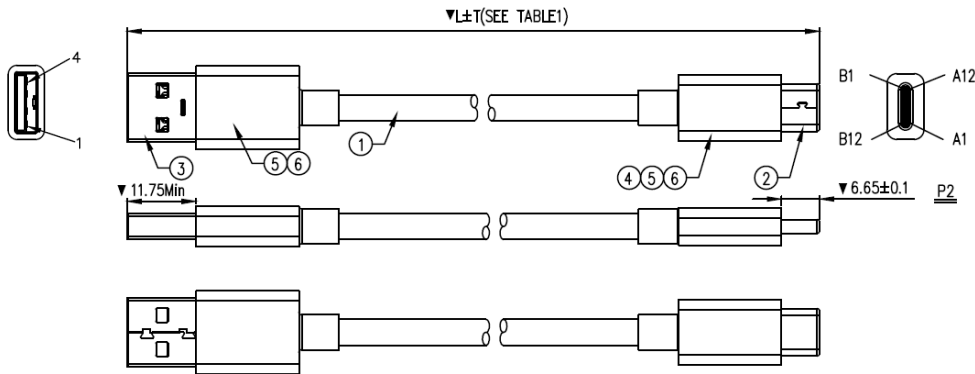 ▼L±T(SEE TABLE1)
4
1
B1
A12
B12
A1
1
3
5 6
4 5 6
2
▼ 11.75Min
▼ 6.65±0.1
P2